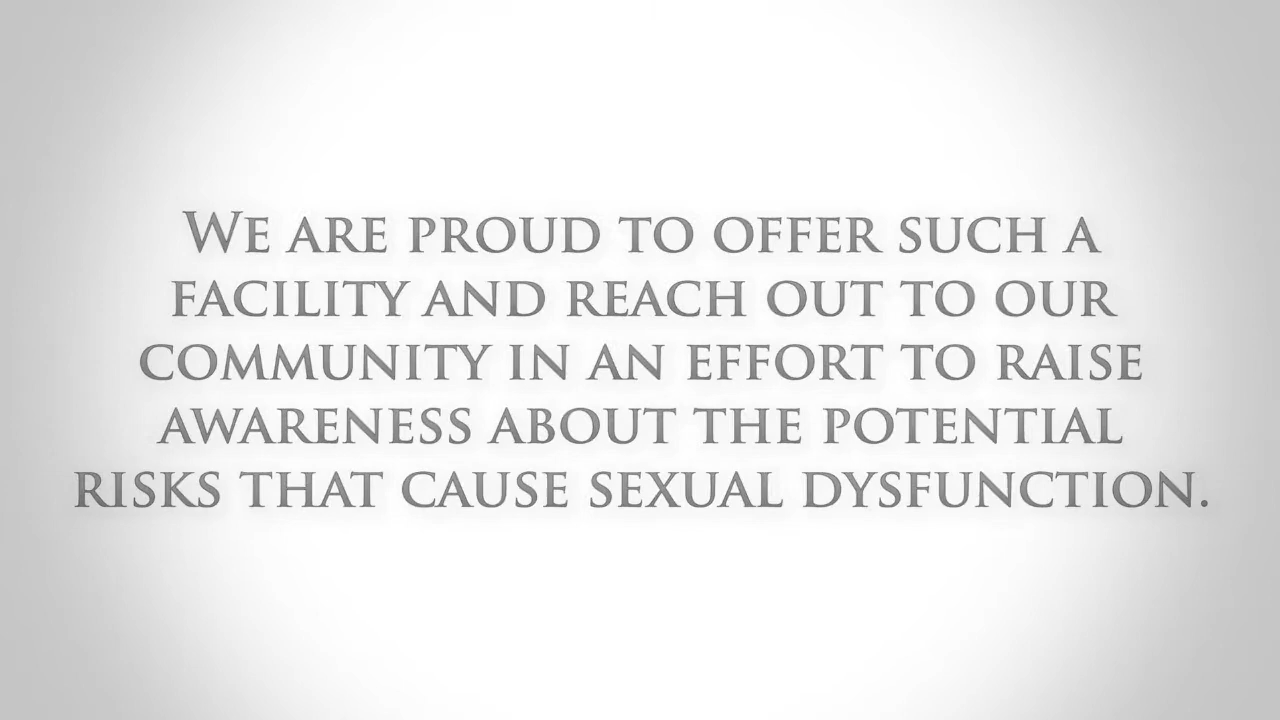 We are proud to offer such a
facility and reach out to our
community in an effort to raise
awareness about the potential
risks that cause sexual dysfunction.